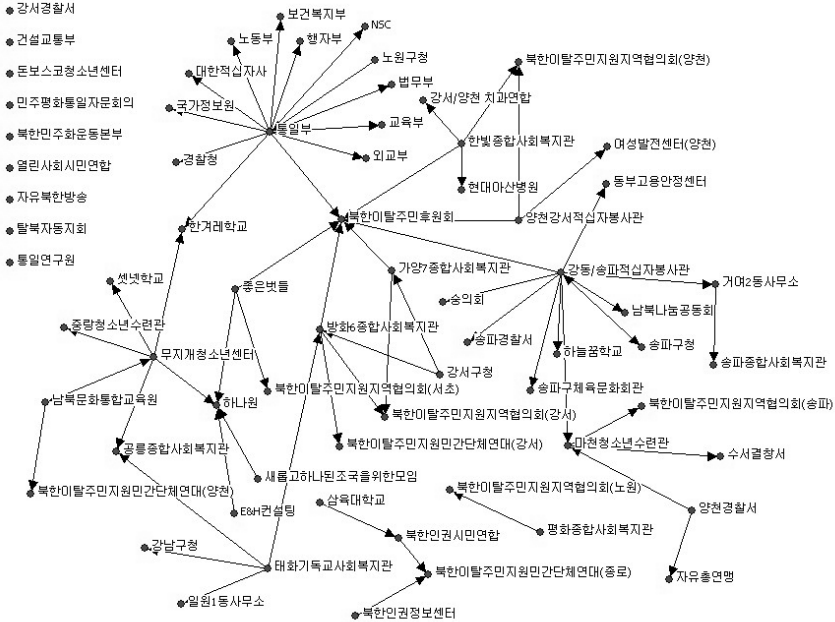 강서경찰서
건설교통부
돈보스코청소년센터
민주평화통일자문회의
북한민주화운동본부
열린사회시민연합
자유북한방송
탈북자동지회
통일연구원
보건복지부
NSC
노동부
행자부
노원구청
대한적십자사
법무부
국가정보원
교육부
통일부
경찰청
외교부
북한이탈주민지원지역협의회(양천)
강서/양천 치과연합
한빛종합사회복지관
여성발전센터(양천)
현대아산병원
동부고용안정센터
북한이탈주민후원회
양천강서적십자봉사관
한겨레학교
가양7종합사회복지관
강동/송파적십자봉사관
셋넷학교
좋은벗들
거여2동사무소
숭의회
남북나눔공동회
중랑청소년수련관
방화6종합사회복지관
송파경찰서
하늘꿈학교
송파구청
무지개청소년센터
강서구청
송파종합사회복지관
북한이탈주민지원지역협의회(서초)
송파구체육문화회관
남북문화통합교육원
하나원
북한이탈주민지원지역협의회(강서)
북한이탈주민지원지역협의회(송파)
공릉종합사회복지관
북한이탈주민지원민간단체연대(강서)
마천청소년수련관
수서경찰서
새롭고하나된조국을위한모임
북한이탈주민지원민간단체연대(양천)
북한이탈주민지원지역협의회(노원)
삼육대학교
E&H컨설팅
양천경찰서
평화종합사회복지관
북한인권시민연합
강남구청
태화기독교사회복지관
북한이탈주민지원민간단체연대(종로)
자유총연맹
일원1동사무소
북한인권정보센터